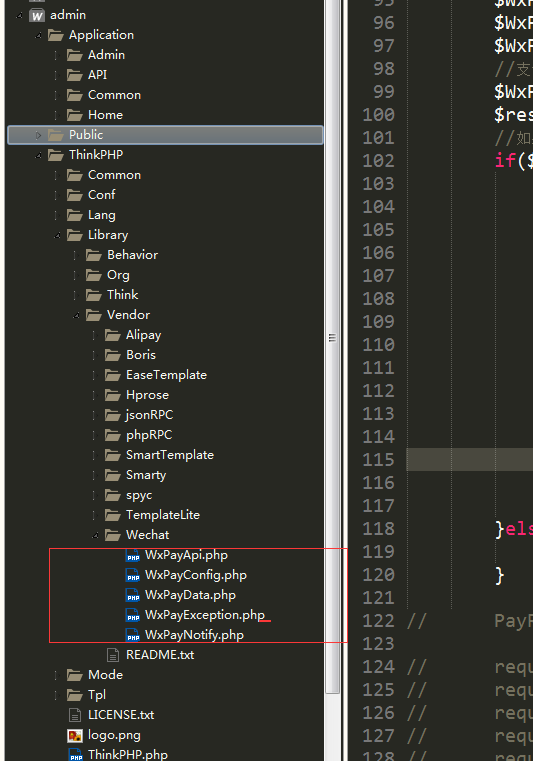 admin
Application
Admin
API
Common
Home
Public
ThinkPHP
Common
Conf
Lang
Library
Behavior
Org
Think
Vendor
Alipay
Boris
EaseTemplate
Hprose
jsonRPC
phpRPC
SmartTemplate
Smarty
spyc
TemplateLite
Wechat
WxPayApi.php
WxPayConfig.php
WxPayData.php
WxPayException.php
WxPayNotify.php
README.txt
Mode
Tpl
LICENSE.txt
logo.png
ThinkPHP.php
95 $WxP
96 $WxP
97 $WxP
98 //支
99 $WxP
100 $res
101 //如
102 if($
103
104
105
106
107
108
109
110
111
112
113
114
115
116
117
118 }els
119
120 }
121
122 // PayP
123
124 // requ
125 // requ
126 // requ
127 // requ
128 // requ